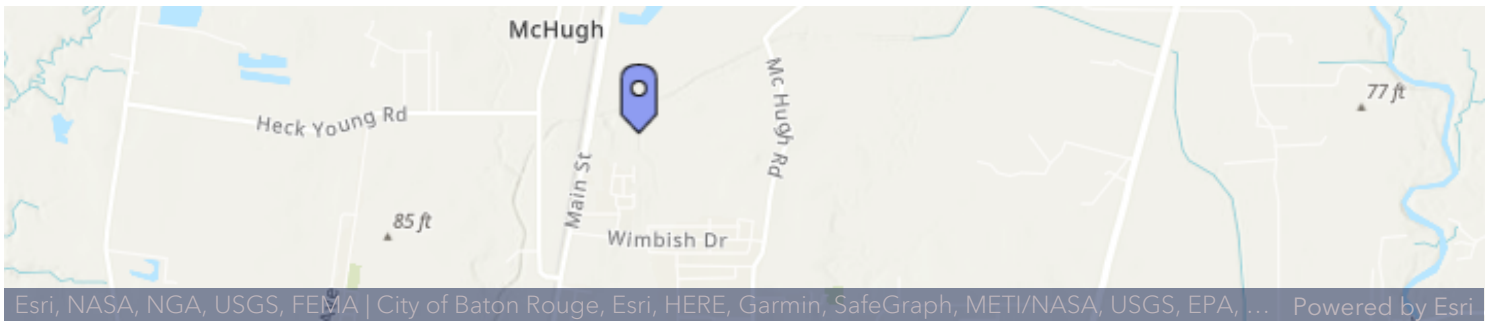 McHugh
Mc Hugh Rd
77 ft
Heck Young Rd
Main St
85 ft
Wimbish Dr
Ave
Esri, NASA, NGA, USGS, FEMA | City of Baton Rouge, Esri, HERE, Garmin, SafeGraph, METI/NASA, USGS, EPA, ...
Powered by Esri